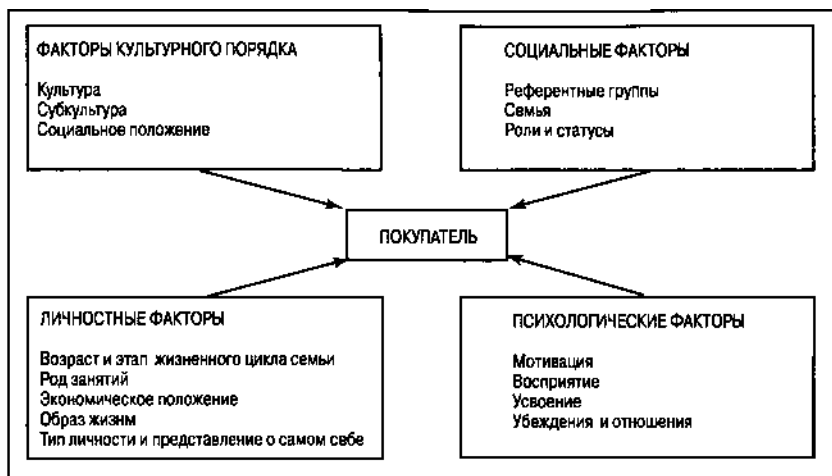 ФАКТОРЫ КУЛЬТУРНОГО ПОРЯДКА
Культура
Субкультура
Социальное положение
СОЦИАЛЬНЫЕ ФАКТОРЫ
Референтные группы
Семья
Роли и статусы
ПОКУПАТЕЛЬ
ЛИЧНОСТНЫЕ ФАКТОРЫ
Возраст и этап жизненного цикла семьи
Род занятий
Экономическое положение
Образ жизни
Тип личности и представление о самом себе
ПСИХОЛОГИЧЕСКИЕ ФАКТОРЫ
Мотивация
Восприятие
Усвоение
Убеждения и отношения